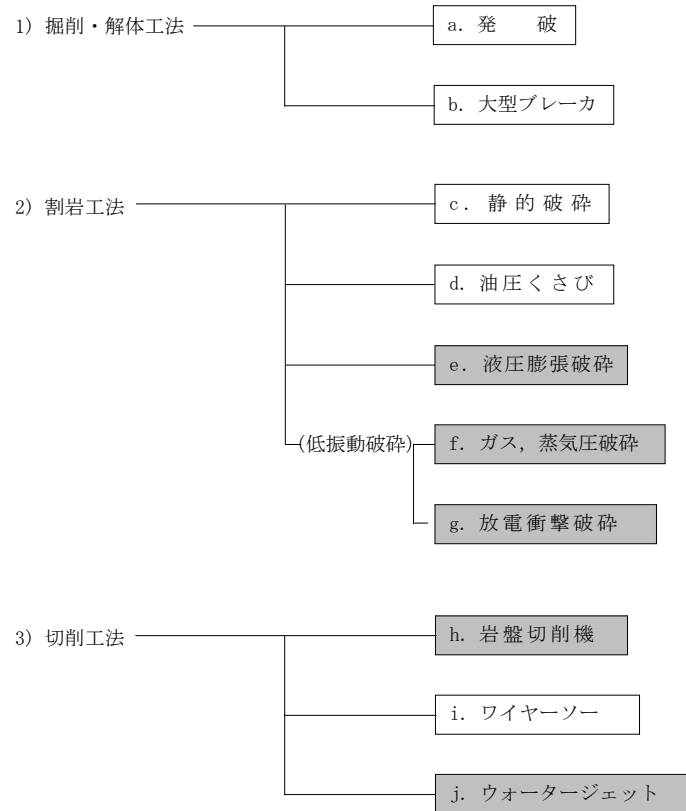 1) 掘削・解体工法
a. 発　破
b. 大型ブレーカ
2) 割岩工法
c. 静的破砕
d. 油圧くさび
e. 液圧膨張破砕
(低振動破砕)
f. ガス，蒸気圧破砕
g. 放電衝撃破砕
3) 切削工法
h. 岩盤切削機
i. ワイヤーソー
j. ウォータージェット